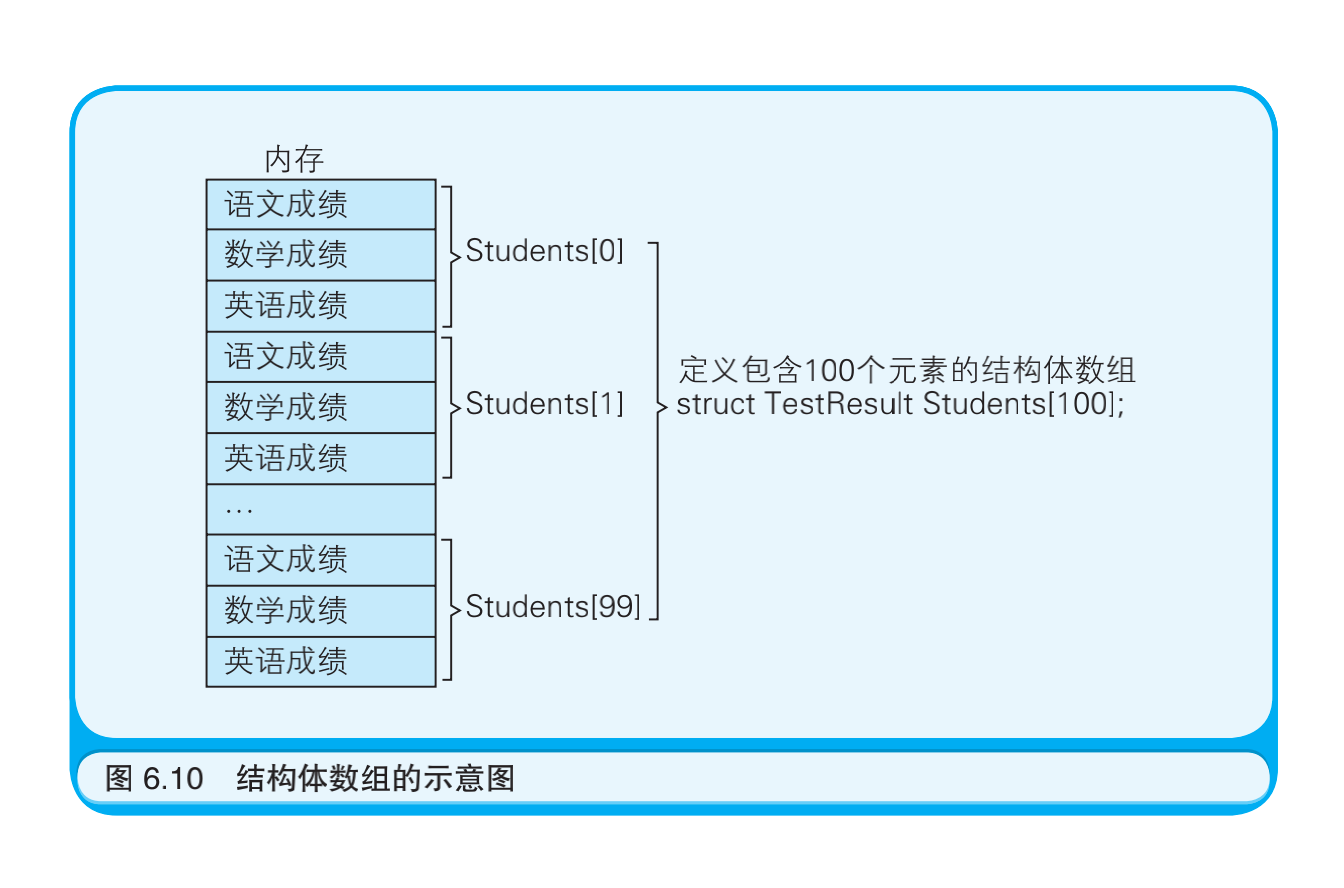 内存
语文成绩
数学成绩
英语成绩
Students[0]
语文成绩
数学成绩
英语成绩
Students[1]
…
语文成绩
数学成绩
英语成绩
Students[99]
定义包含100个元素的结构体数组
struct TestResult Students[100];
图 6.10 结构体数组的示意图